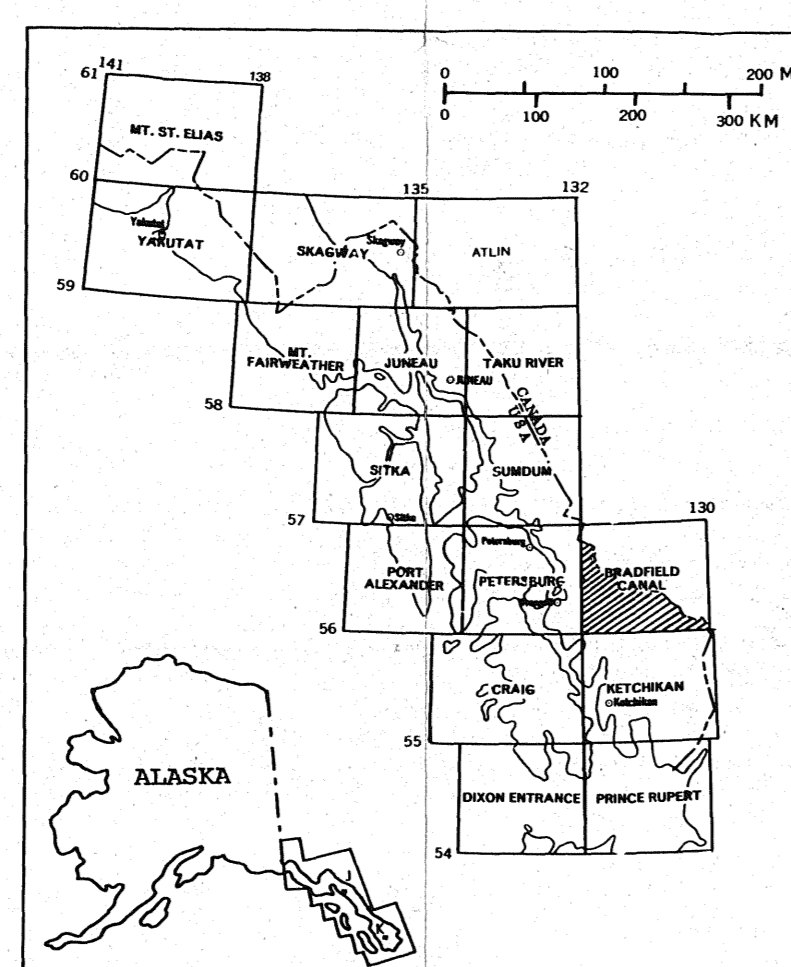 141
61
138
0 100 200 M
0 100 200 300 KM
MT. ST. ELIAS
60
135
132
Yakutat
YAKUTAT
SKAGWAY
Skagway
ATLIN
59
MT.
FAIRWEATHER
JUNEAU
JUNEAU
TAKU RIVER
58
CANADA
USA
SITKA
SUMDUM
57
Sitka
130
Petersburg
PORT
ALEXANDER
PETERSBURG
BRADFIELD
CANAL
56
CRAIG
KETCHIKAN
Ketchikan
55
ALASKA
DIXON ENTRANCE
PRINCE RUPERT
54
J
K